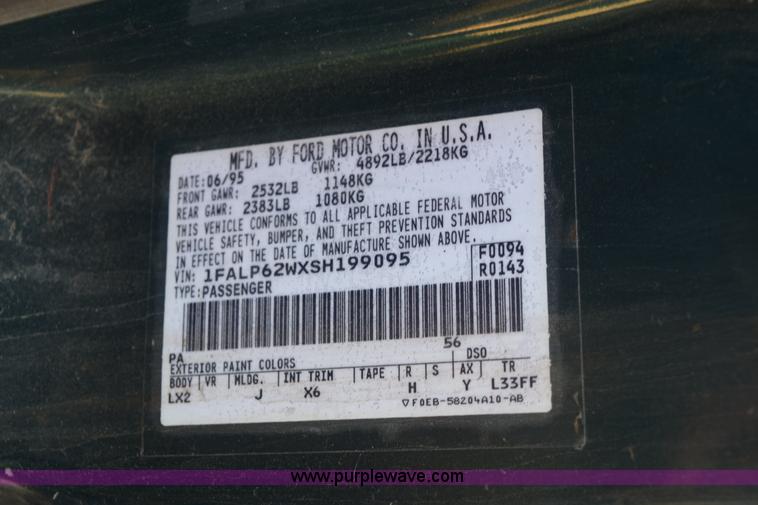 MFD. BY FORD MOTOR CO. IN U.S.A.
DATE: 06/95 GVWR: 4892LB/2218KG
FRONT GAWR: 2532LB 1148KG
REAR GAWR: 2383LB 1080KG
THIS VEHICLE CONFORMS TO ALL APPLICABLE FEDERAL MOTOR
VEHICLE SAFETY, BUMPER, AND THEFT PREVENTION STANDARDS
IN EFFECT ON THE DATE OF MANUFACTURE SHOWN ABOVE.
VIN: 1FALP62WXSH199095 F0094
TYPE: PASSENGER R0143
56
PA DSO
EXTERIOR PAINT COLORS
BODY VR MLDG. INT TRIM TAPE R S AX TR
LX2 J X6 H Y L33FF
▽F0EB-58204A10-AB
www.purplewave.com